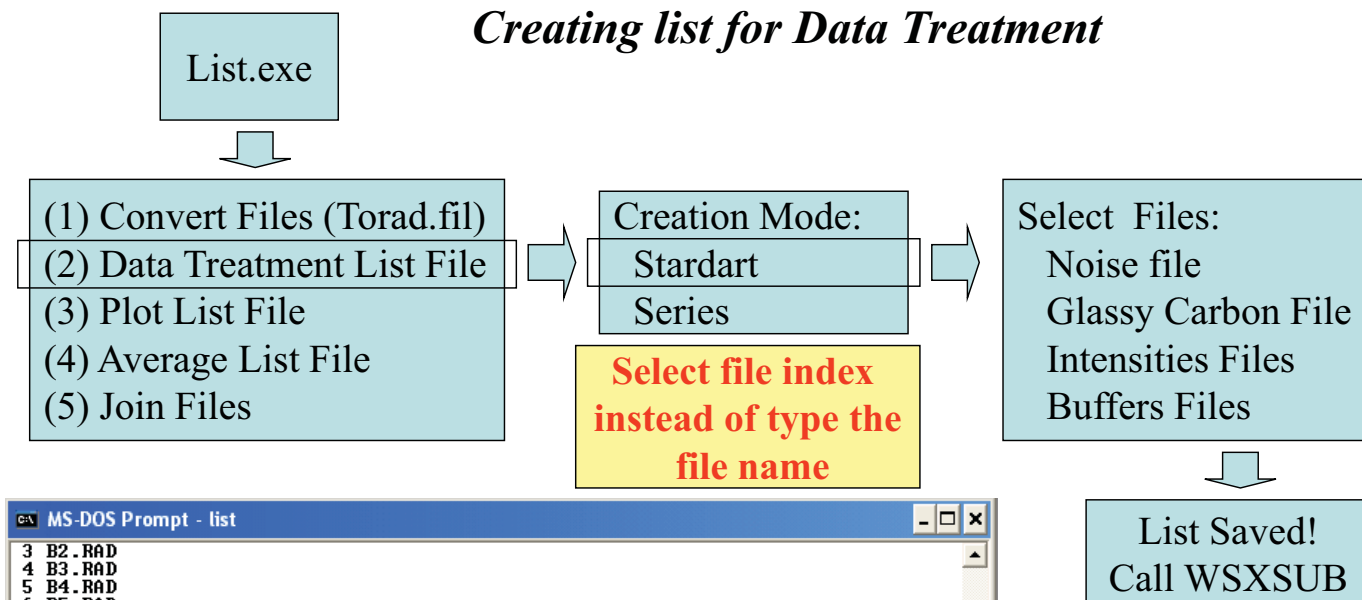 Creating list for Data Treatment
List.exe
(1) Convert Files (Torad.fil)
(2) Data Treatment List File
(3) Plot List File
(4) Average List File
(5) Join Files
Creation Mode:
Stardart
Series
Select file index
instead of type the
file name
Select Files:
Noise file
Glassy Carbon File
Intensities Files
Buffers Files
List Saved!
Call WSXSUB
MS-DOS Prompt - list
3 B2.RAD
4 B3.RAD
5 B4.RAD